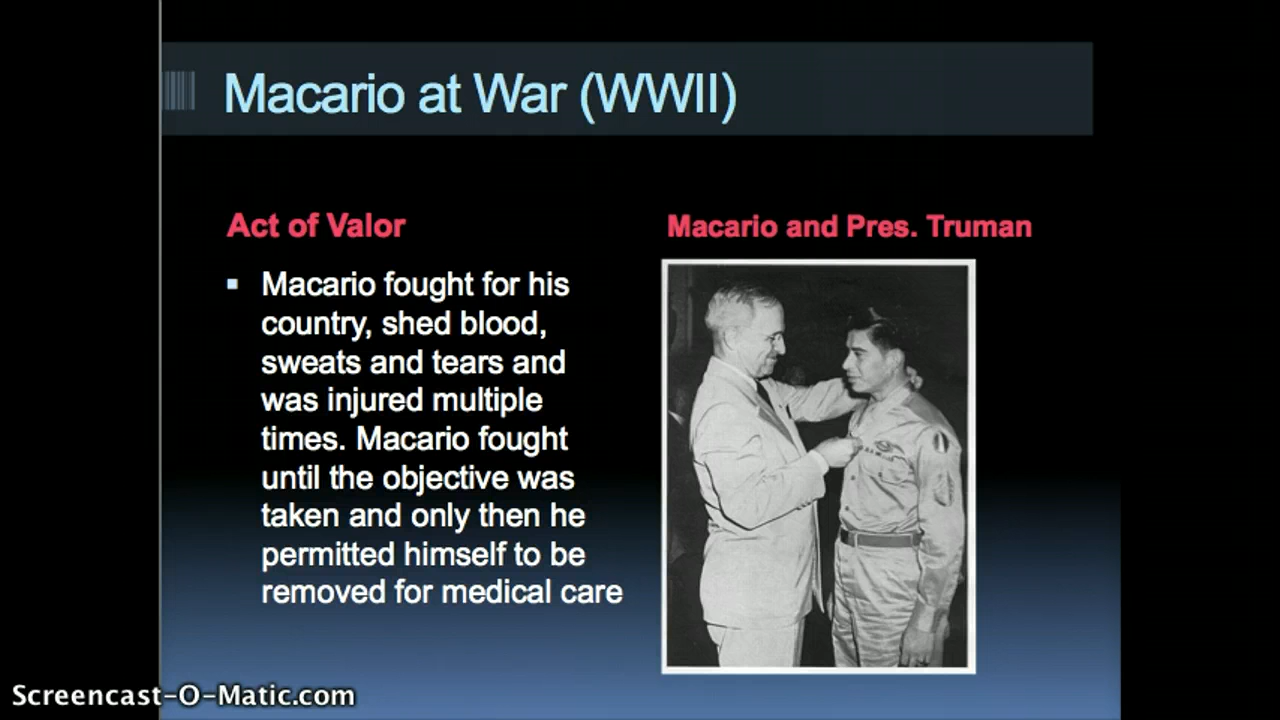 Macario at War (WWII)
Act of Valor
Macario and Pres. Truman
Macario fought for his
country, shed blood,
sweats and tears and
was injured multiple
times. Macario fought
until the objective was
taken and only then he
permitted himself to be
removed for medical care
Screencast-O-Matic.com